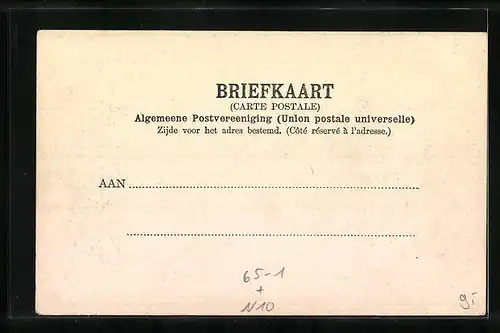 BRIEFKAART
(CARTE POSTALE)
Algemeene Postvereeniging (Union postale universelle)
Zijde voor het adres bestemd. (Côté réservé à l'adresse.)
AAN
65-1
+
N10
9,-